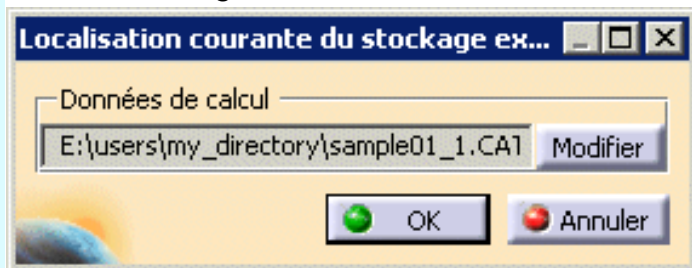 Localisation courante du stockage ex...
Données de calcul
E:\users\my_directory\sample01_1.CAT Modifier
OK Annuler